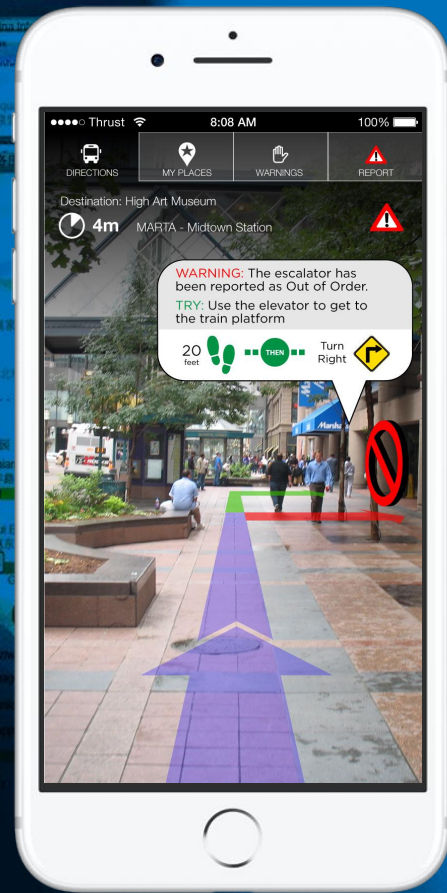 Thrust 8:08 AM 100%
DIRECTIONS MY PLACES WARNINGS REPORT
Destination: High Art Museum
4m MARTA - Midtown Station
WARNING: The escalator has
been reported as Out of Order.
TRY: Use the elevator to get to
the train platform
20
feet
THEN
Turn
Right
Marsha